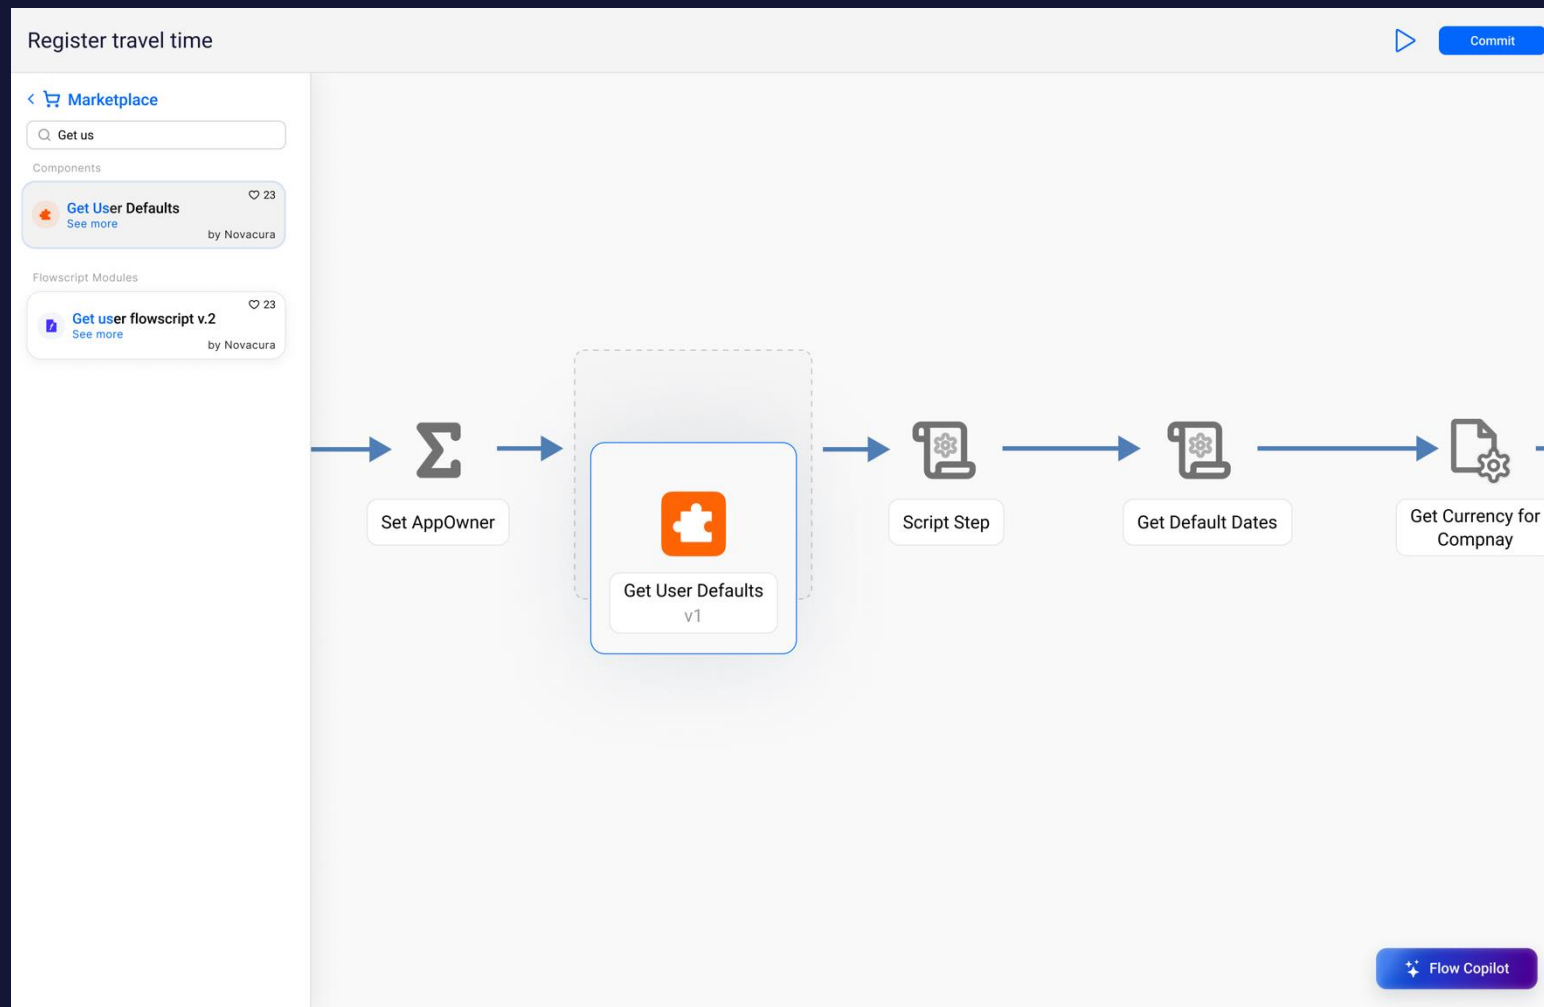 Register travel time
Commit
Marketplace
Get us
Components
23
Get User Defaults
See more
by Novacura
Flowscript Modules
23
Get user flowscript v.2
See more
by Novacura
Set AppOwner
Get User Defaults
v1
Script Step
Get Default Dates
Get Currency for
Compnay
Flow Copilot